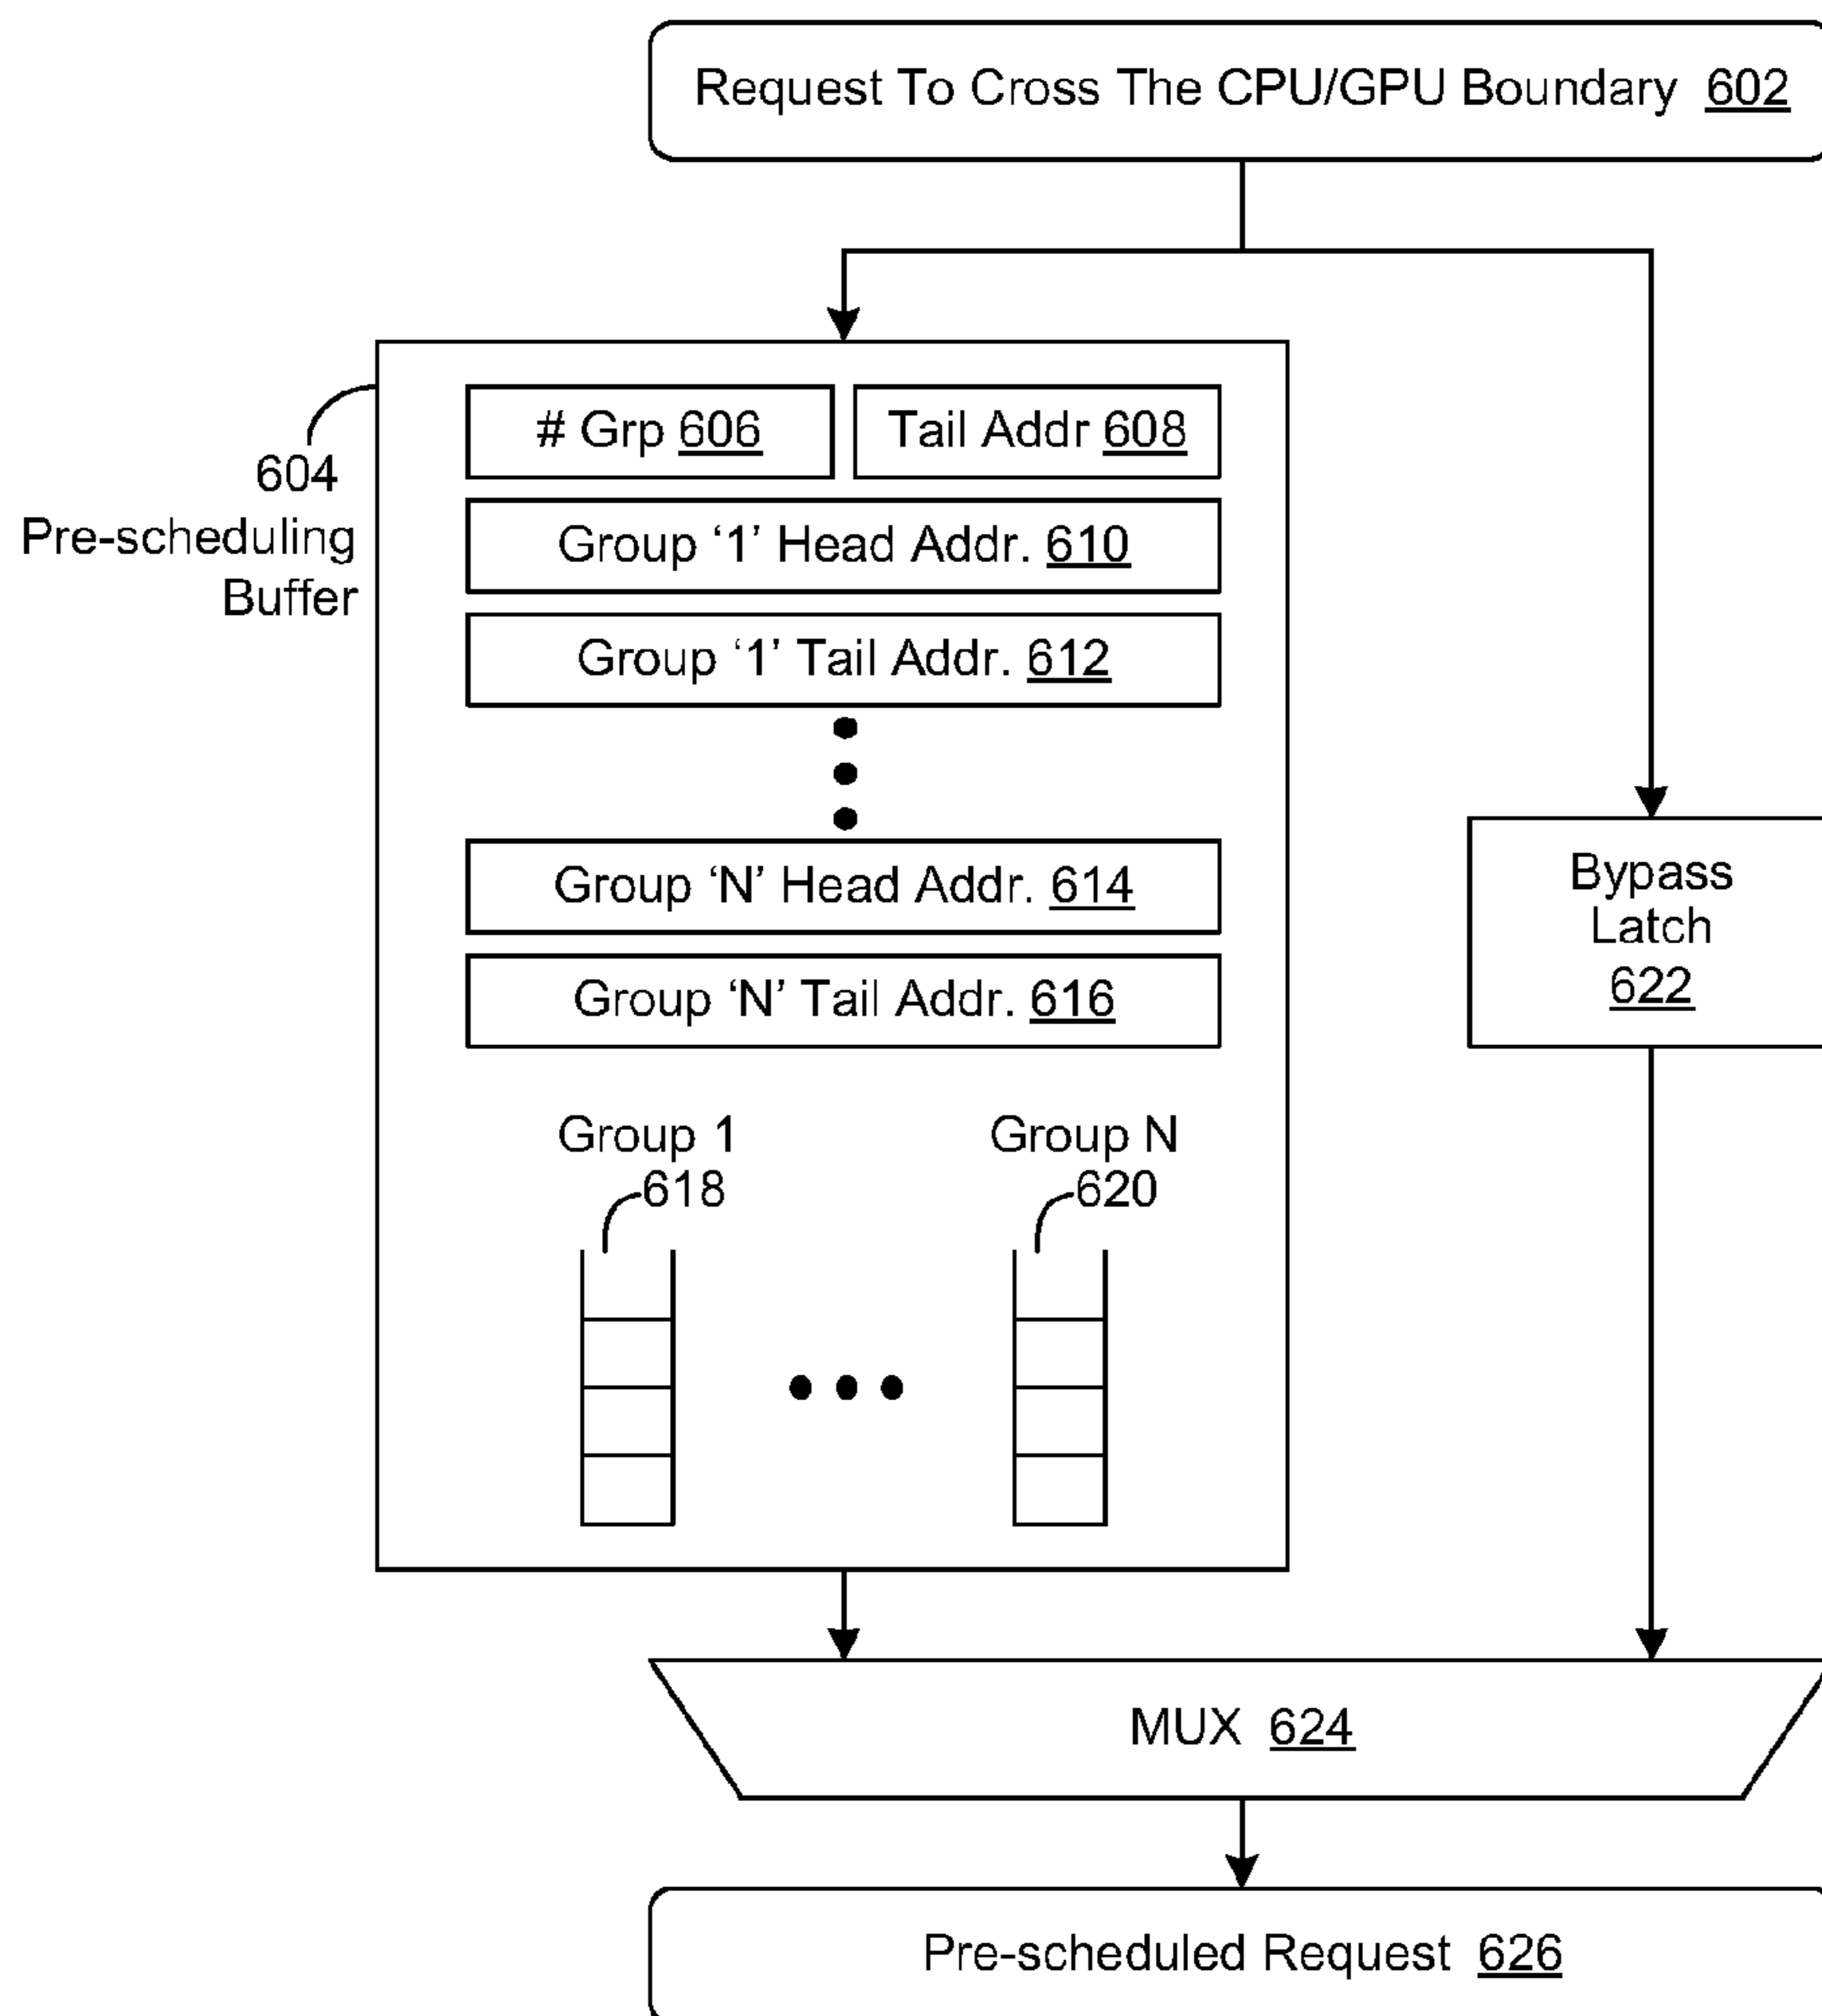 Request To Cross The CPU/GPU Boundary 602
# Grp 606
Tail Addr 608
604
Pre-scheduling
Buffer
Group ‘1’ Head Addr. 610
Group ‘1’ Tail Addr. 612
Group ‘N’ Head Addr. 614
Group ‘N’ Tail Addr. 616
Bypass
Latch
622
Group 1
618
Group N
620
MUX 624
Pre-scheduled Request 626